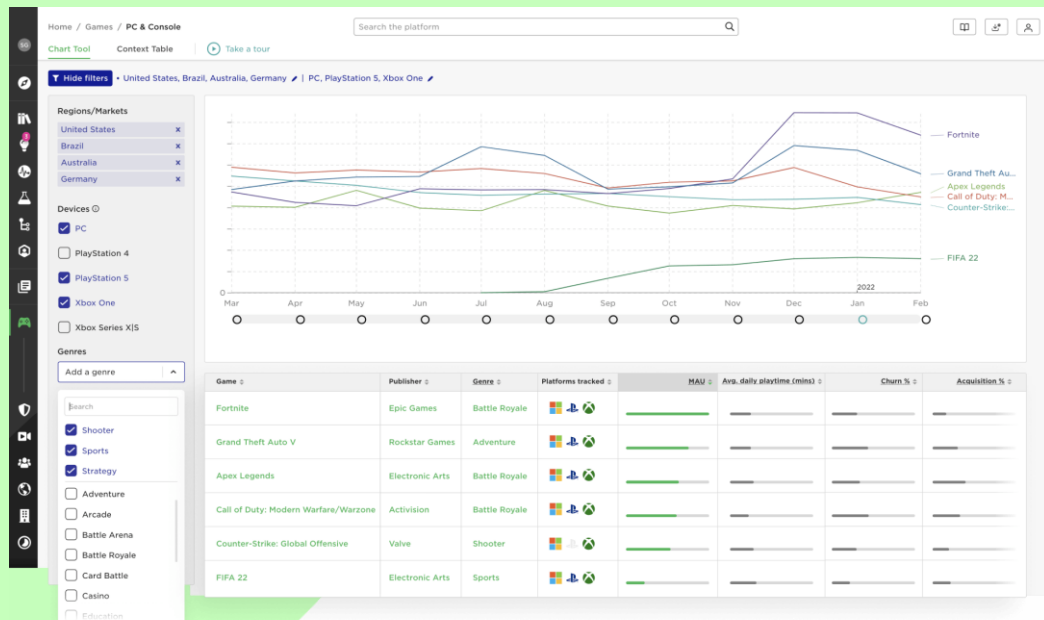 Home / Games / PC & Console
Search the platform
SG
Chart Tool
Context Table
Take a tour
Hide filters • United States, Brazil, Australia, Germany | PC, PlayStation 5, Xbox One
Regions/Markets
United States x
Brazil x
Australia x
Germany x
Devices
PC
PlayStation 4
PlayStation 5
Xbox One
Xbox Series X|S
Genres
Add a genre
Search
Shooter
Sports
Strategy
Adventure
Arcade
Battle Arena
Battle Royale
Card Battle
Casino
Education
Fortnite
Grand Theft Au...
Apex Legends
Call of Duty: M...
Counter-Strike:...
FIFA 22
2022
0
Mar Apr May Jun Jul Aug Sep Oct Nov Dec Jan Feb
Game Publisher Genre Platforms tracked MAU Avg. daily playtime (mins) Churn % Acquisition %
Fortnite Epic Games Battle Royale
Grand Theft Auto V Rockstar Games Adventure
Apex Legends Electronic Arts Battle Royale
Call of Duty: Modern Warfare/Warzone Activision Battle Royale
Counter-Strike: Global Offensive Valve Shooter
FIFA 22 Electronic Arts Sports